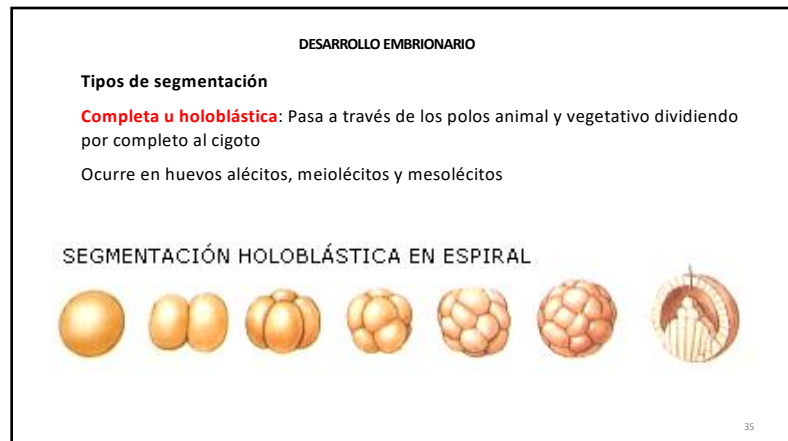 DESARROLLO EMBRIONARIO
Tipos de segmentación
Completa u holoblástica: Pasa a través de los polos animal y vegetativo dividiendo
por completo al cigoto
Ocurre en huevos alécitos, meiolécitos y mesolécitos
SEGMENTACIÓN HOLOBLÁSTICA EN ESPIRAL
35